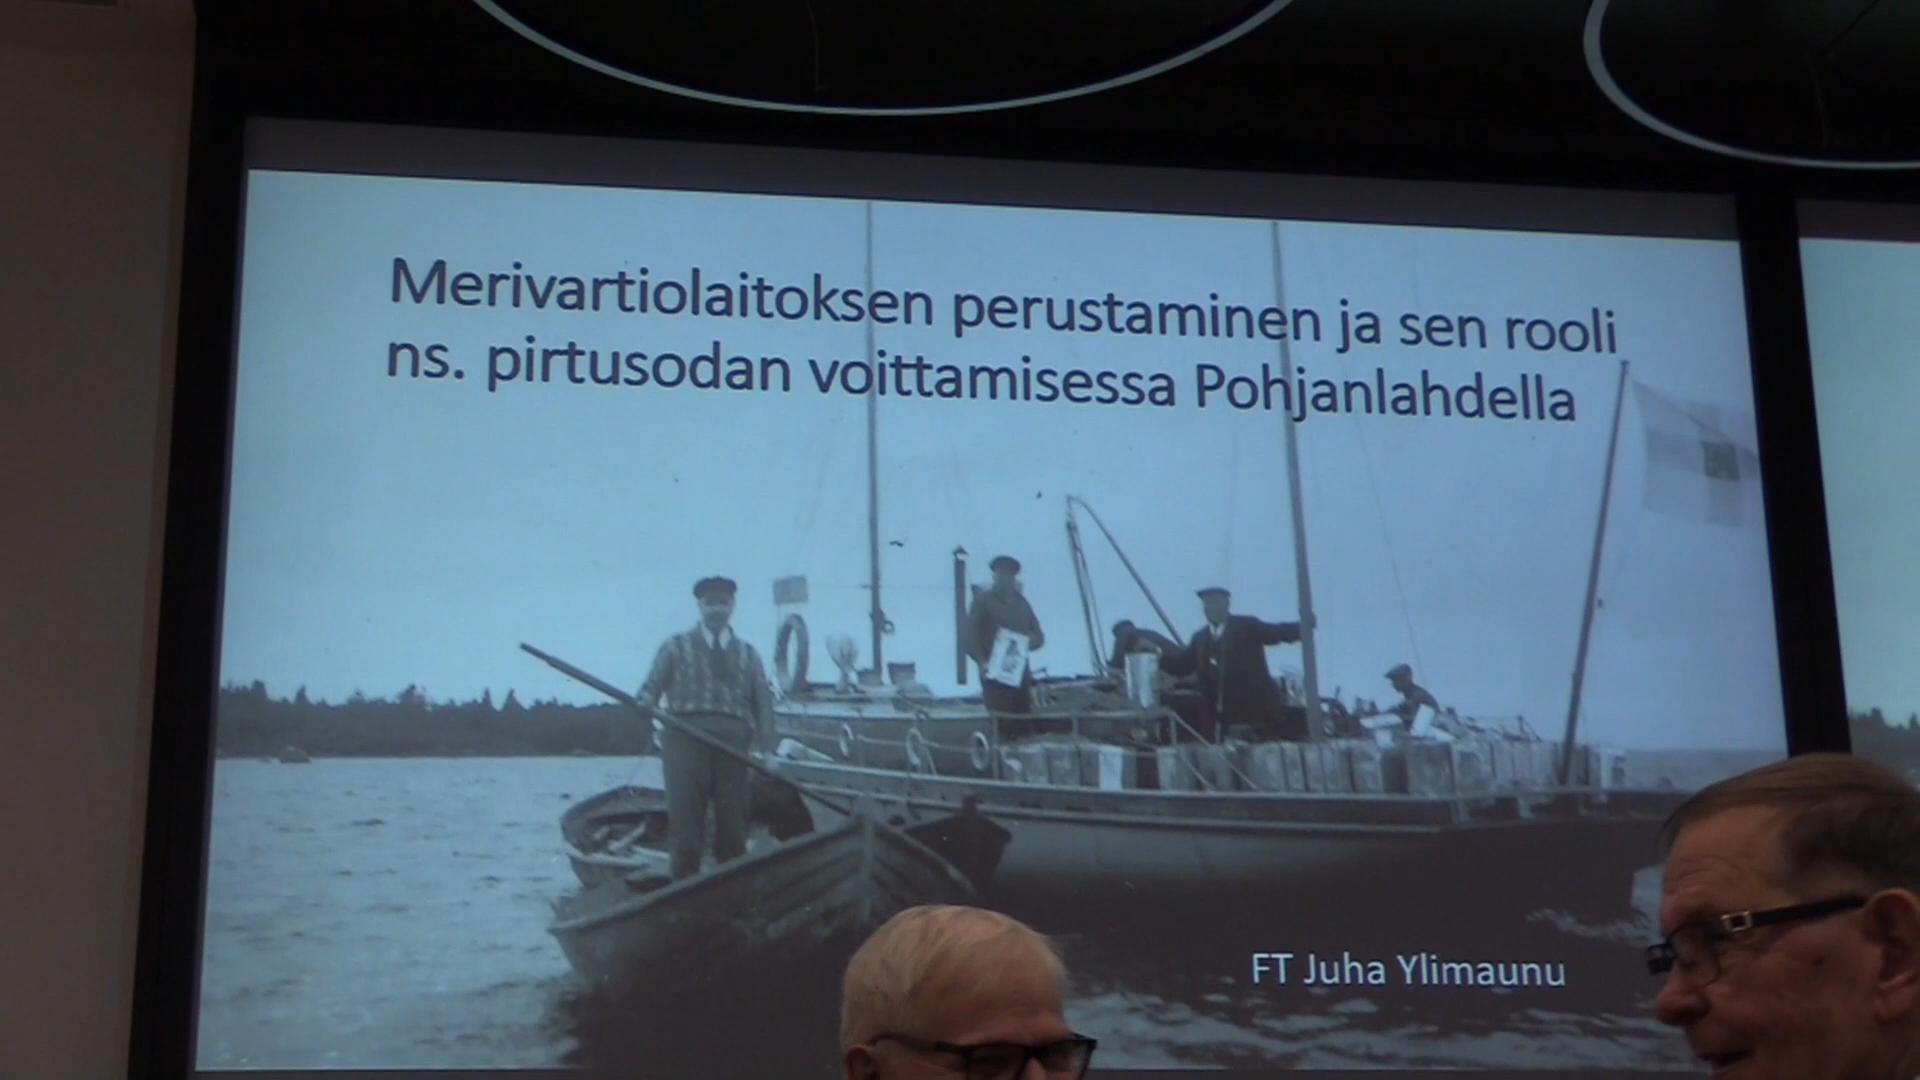 Merivartiolaitoksen perustaminen ja sen rooli
ns. pirtusodan voittamisessa Pohjanlahdella
FT Juha Ylimaunu